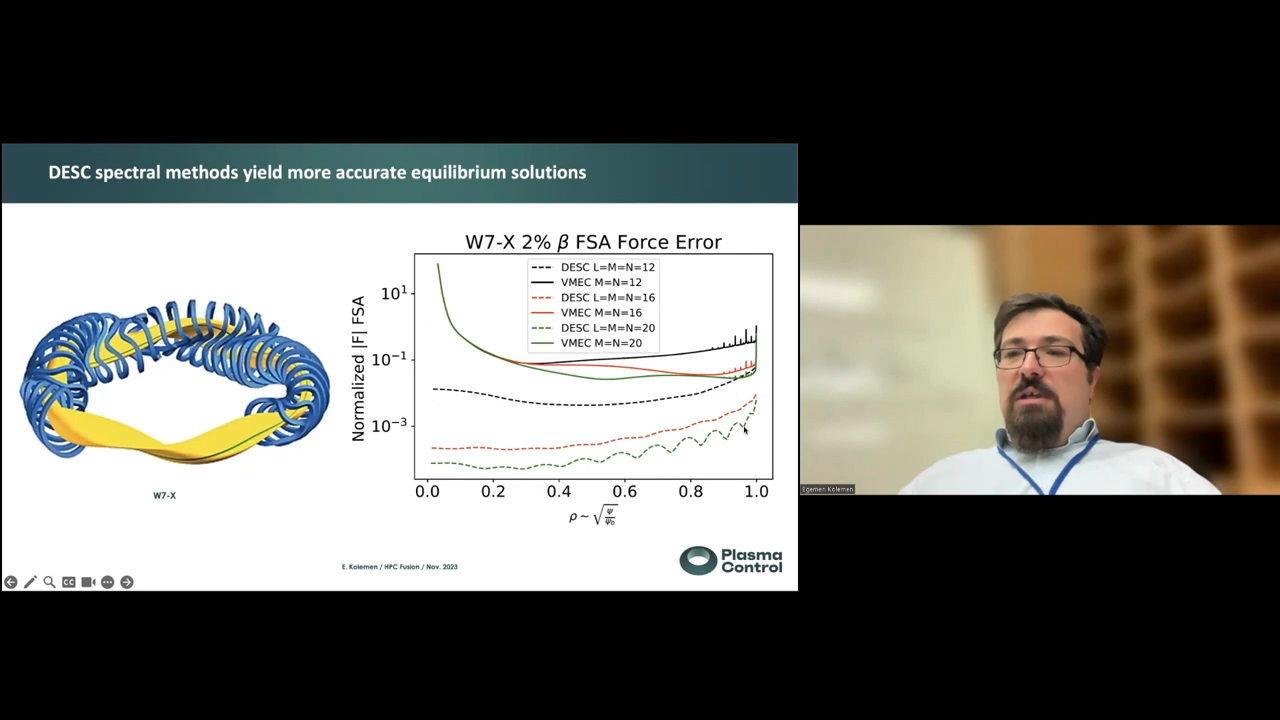 DESC spectral methods yield more accurate equilibrium solutions
W7-X 2% β FSA Force Error
DESC L=M=N=12
VMEC M=N=12
DESC L=M=N=16
VMEC M=N=16
DESC L=M=N=20
VMEC M=N=20
Normalized |F| FSA
10¹
10⁻¹
10⁻³
0.0 0.2 0.4 0.6 0.8 1.0
ρ ~ √(ψ/ψ_b)
W7-X
E. Kolemen / HPC Fusion / Nov. 2023
Plasma
Control
CC
Egemen Kolemen